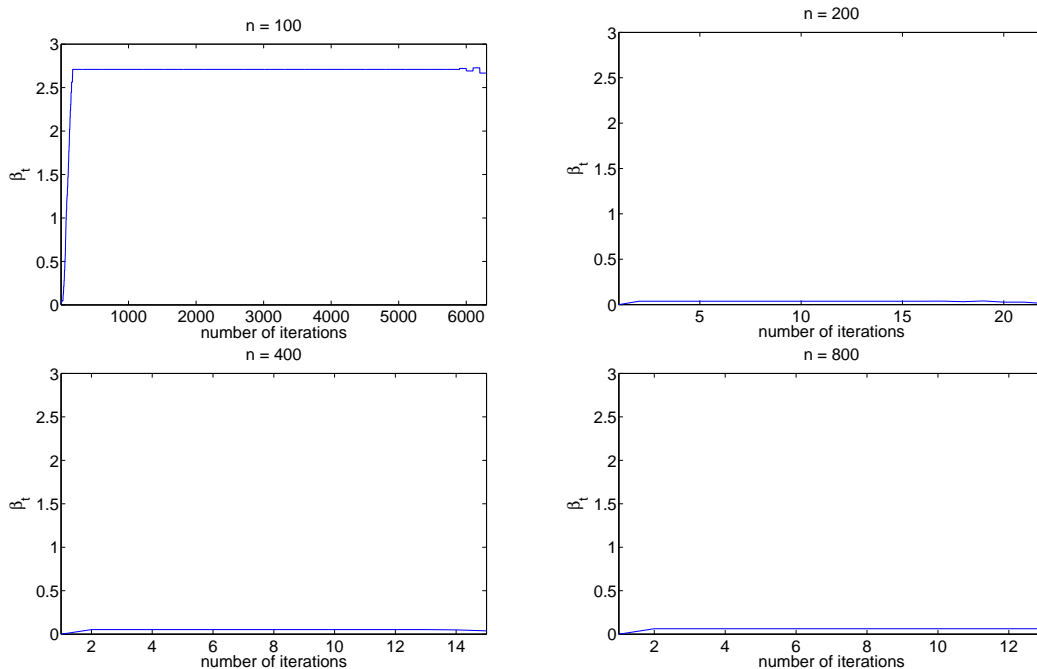 n = 100
3
2.5
2
1.5
1
0.5
0
β_t
1000 2000 3000 4000 5000 6000
number of iterations
n = 200
3
2.5
2
1.5
1
0.5
0
β_t
5 10 15 20
number of iterations
n = 400
3
2.5
2
1.5
1
0.5
0
β_t
2 4 6 8 10 12 14
number of iterations
n = 800
3
2.5
2
1.5
1
0.5
0
β_t
2 4 6 8 10 12
number of iterations